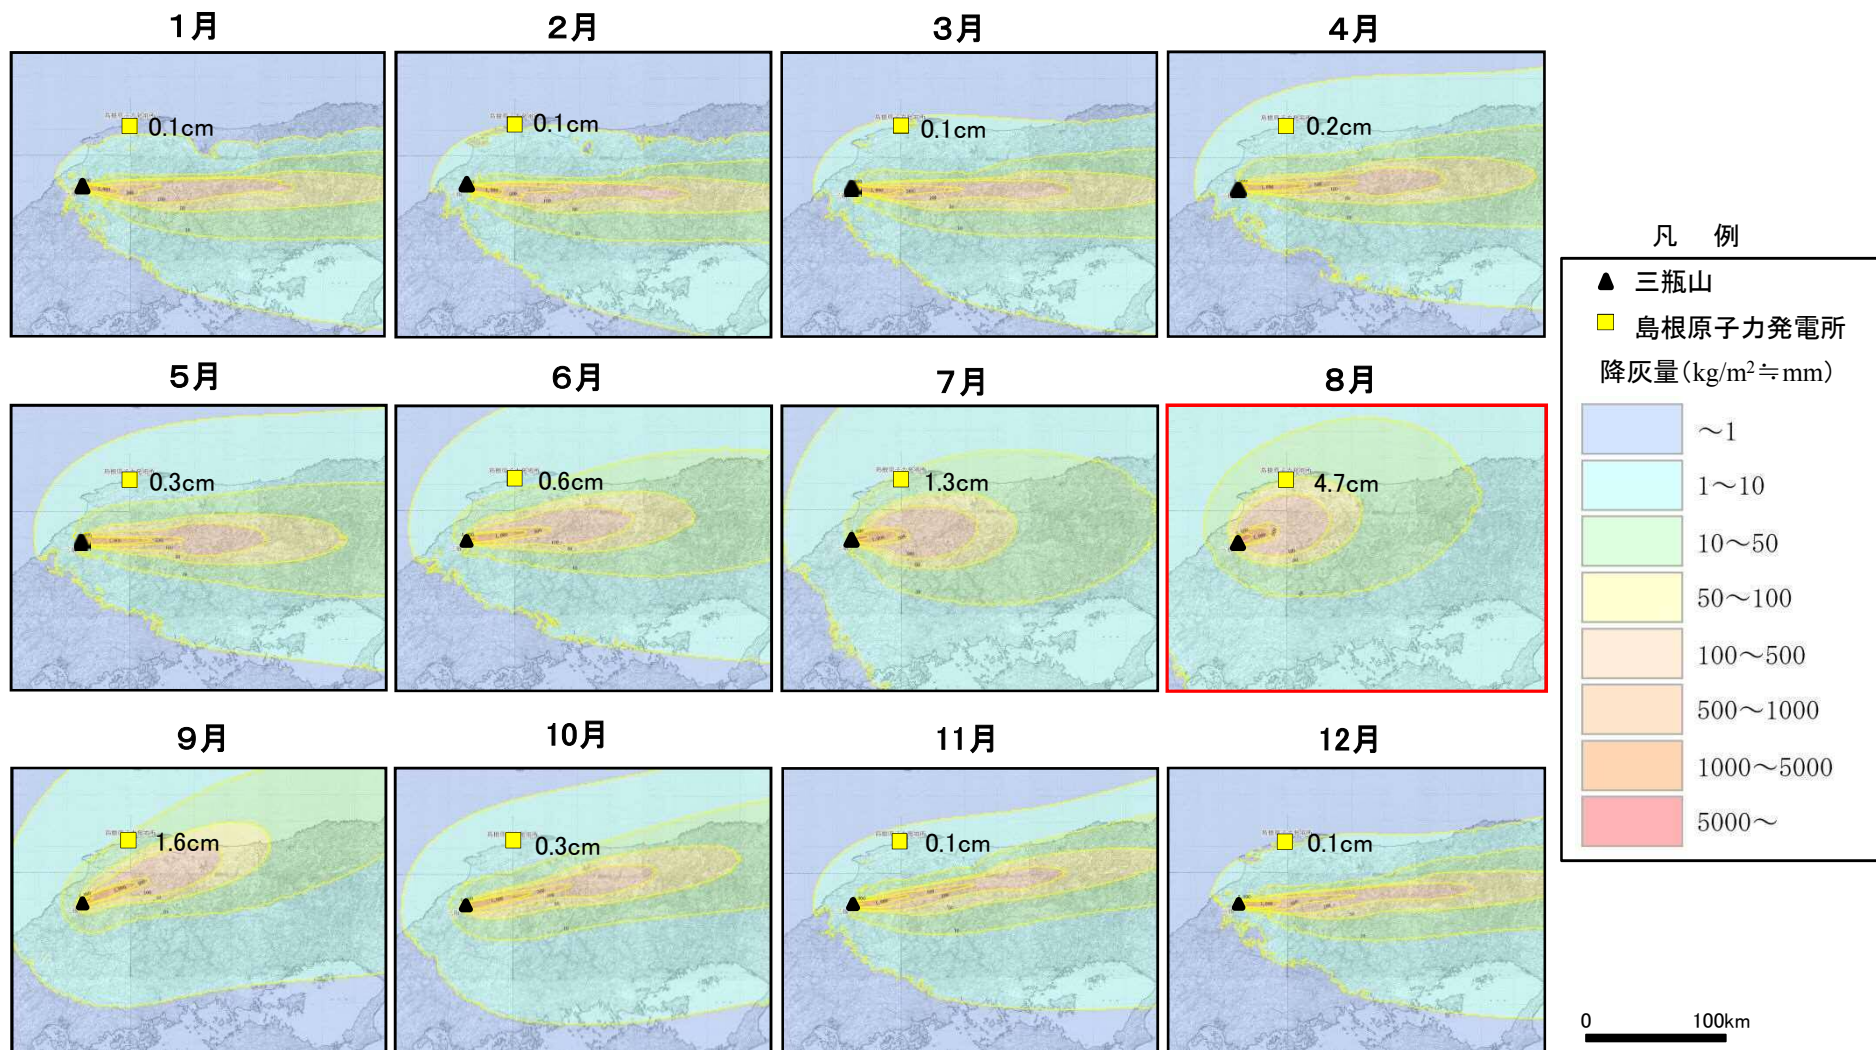 1月
2月
3月
4月
0.1cm
0.1cm
0.1cm
0.2cm
5月
6月
7月
8月
0.3cm
0.6cm
1.3cm
4.7cm
9月
10月
11月
12月
1.6cm
0.3cm
0.1cm
0.1cm
凡 例
三瓶山
島根原子力発電所
降灰量(kg/m²≒mm)
～1
1～10
10～50
50～100
100～500
500～1000
1000～5000
5000～
0 100km